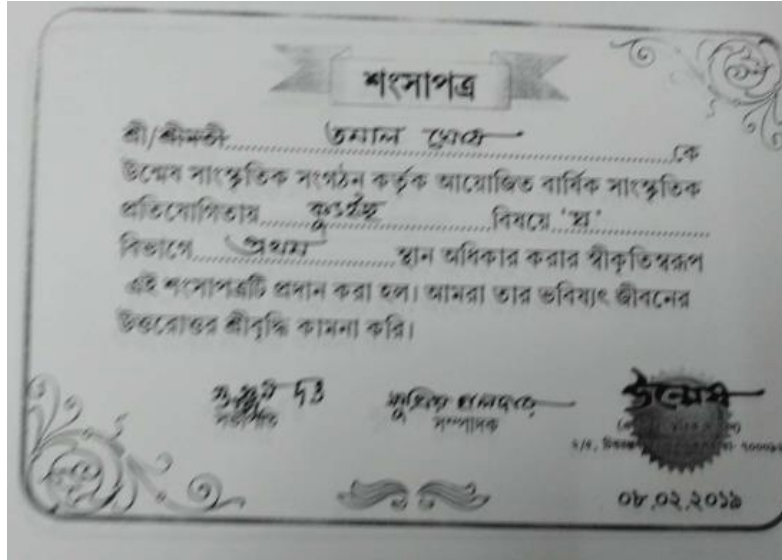 শংসাপত্র
শ্রী/শ্রীমতী তমাল ঘোষ কে
উন্মেষ সাংস্কৃতিক সংগঠন কর্তৃক আয়োজিত বার্ষিক সাংস্কৃতিক
প্রতিযোগিতায় কুইজ বিষয়ে 'ঘ'
বিভাগে প্রথম স্থান অধিকার করার স্বীকৃতিস্বরূপ
এই শংসাপত্রটি প্রদান করা হল। আমরা তার ভবিষ্যৎ জীবনের
উত্তরোত্তর শ্রীবৃদ্ধি কামনা করি।
উন্মেষ
সভাপতি সম্পাদক
০৮.০২.২০১৯